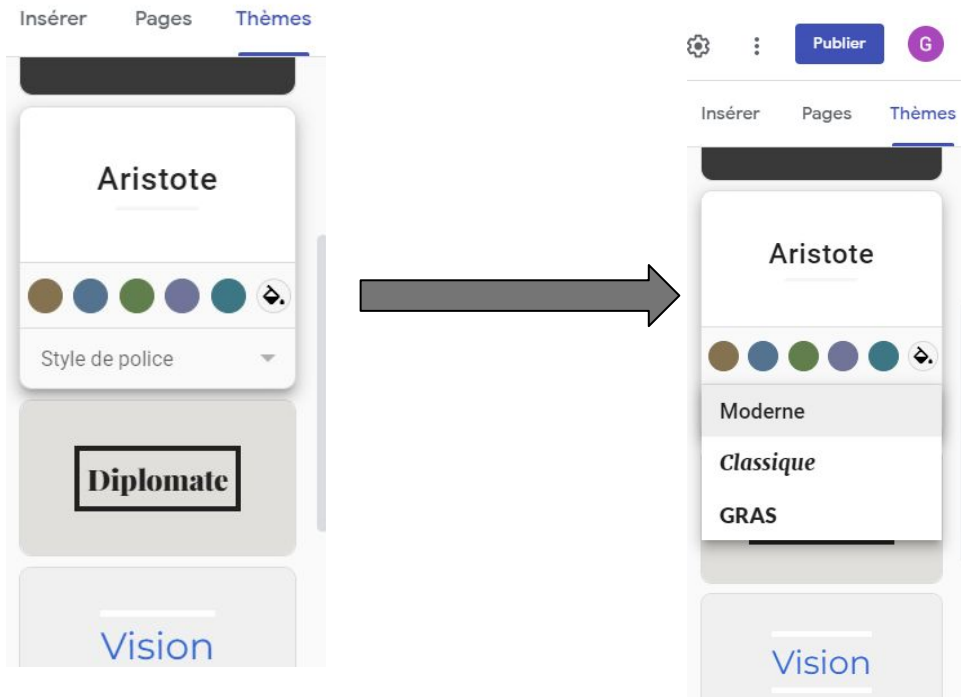 Insérer Pages Thèmes
Aristote
Style de police
Diplomate
Vision
Publier G
Insérer Pages Thèmes
Aristote
Moderne
Classique
GRAS
Vision